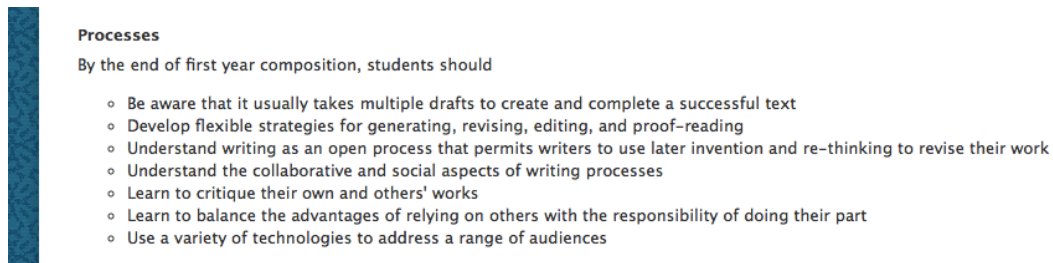 Processes
By the end of first year composition, students should
Be aware that it usually takes multiple drafts to create and complete a successful text
Develop flexible strategies for generating, revising, editing, and proof-reading
Understand writing as an open process that permits writers to use later invention and re-thinking to revise their work
Understand the collaborative and social aspects of writing processes
Learn to critique their own and others' works
Learn to balance the advantages of relying on others with the responsibility of doing their part
Use a variety of technologies to address a range of audiences